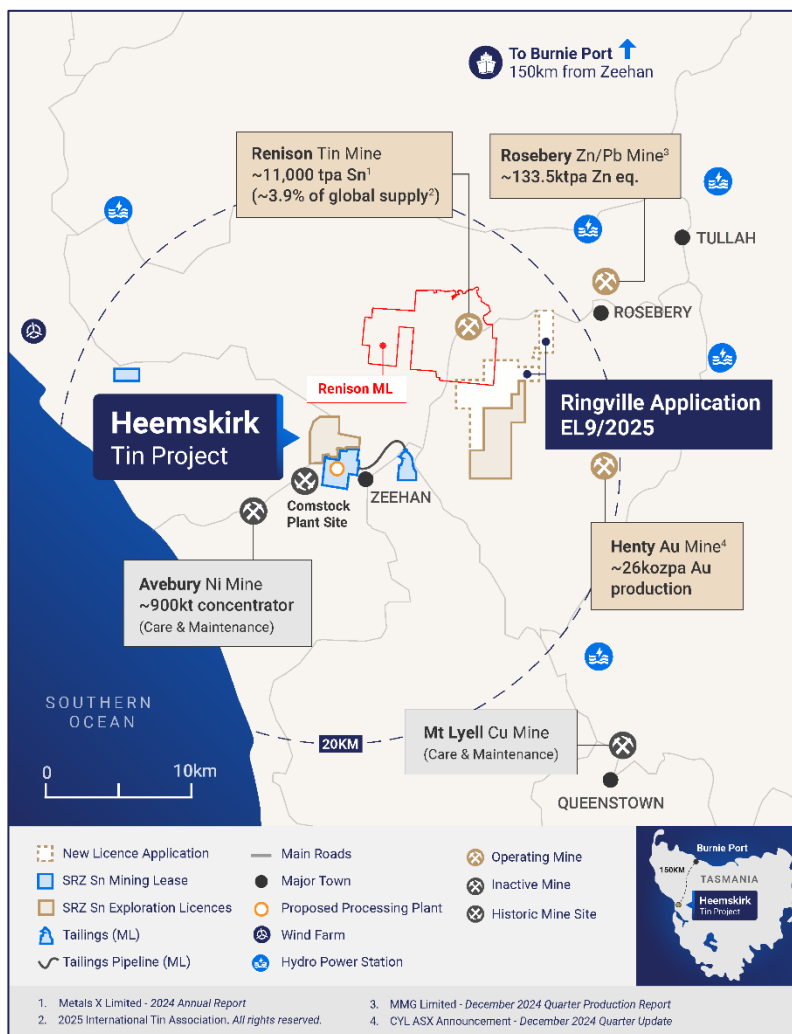 To Burnie Port
150km from Zeehan
Renison Tin Mine
~11,000 tpa Sn¹
(~3.9% of global supply²)
Rosebery Zn/Pb Mine³
~133.5ktpa Zn eq.
TULLAH
ROSEBERY
Renison ML
Heemskirk
Tin Project
Ringville Application
EL9/2025
ZEEHAN
Comstock
Plant Site
Avebury Ni Mine
~900kt concentrator
(Care & Maintenance)
Henty Au Mine⁴
~26kozpa Au
production
SOUTHERN
OCEAN
20KM
0 10km
Mt Lyell Cu Mine
(Care & Maintenance)
QUEENSTOWN
New Licence Application
SRZ Sn Mining Lease
SRZ Sn Exploration Licences
Tailings (ML)
Tailings Pipeline (ML)
Main Roads
Major Town
Proposed Processing Plant
Wind Farm
Hydro Power Station
Operating Mine
Inactive Mine
Historic Mine Site
Burnie Port
150KM
TASMANIA
Heemskirk
Tin Project
1. Metals X Limited - 2024 Annual Report
2. 2025 International Tin Association. All rights reserved.
3. MMG Limited - December 2024 Quarter Production Report
4. CYL ASX Announcement - December 2024 Quarter Update